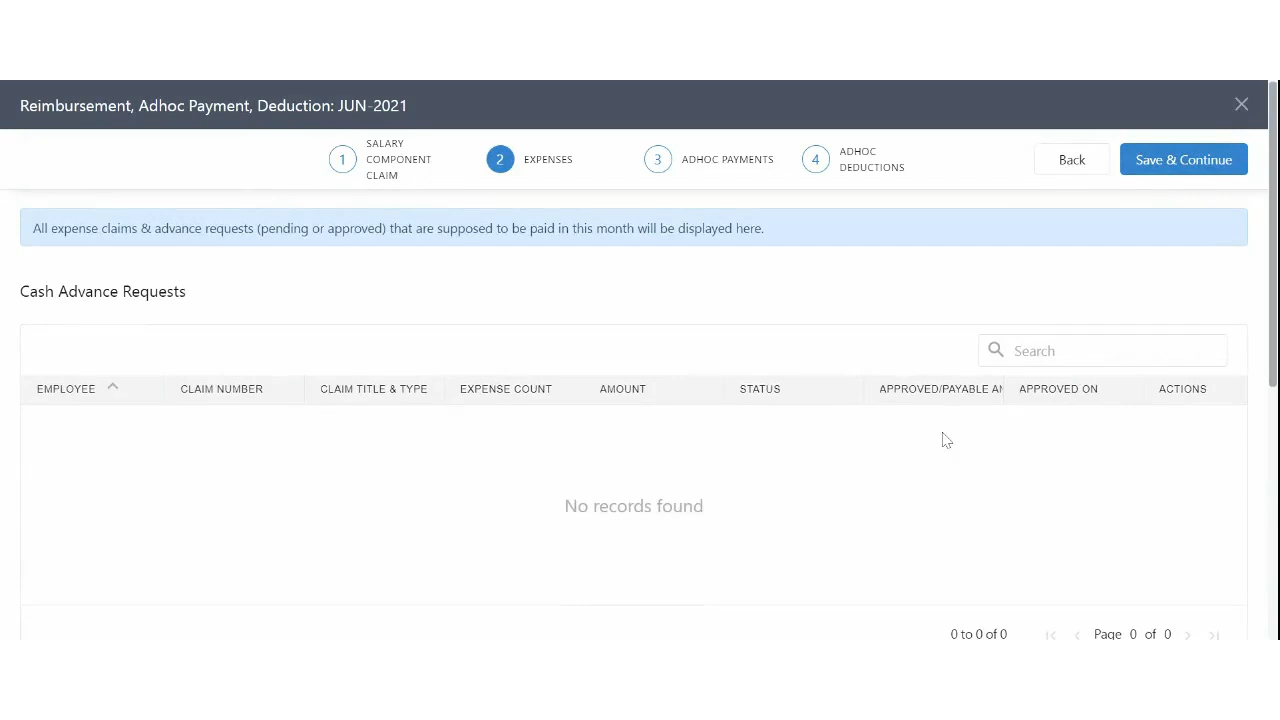 Reimbursement, Adhoc Payment, Deduction: JUN-2021
1 SALARY COMPONENT CLAIM
2 EXPENSES
3 ADHOC PAYMENTS
4 ADHOC DEDUCTIONS
Back
Save & Continue
All expense claims & advance requests (pending or approved) that are supposed to be paid in this month will be displayed here.
Cash Advance Requests
Search
EMPLOYEE CLAIM NUMBER CLAIM TITLE & TYPE EXPENSE COUNT AMOUNT STATUS APPROVED/PAYABLE AN APPROVED ON ACTIONS
No records found
0 to 0 of 0 Page 0 of 0